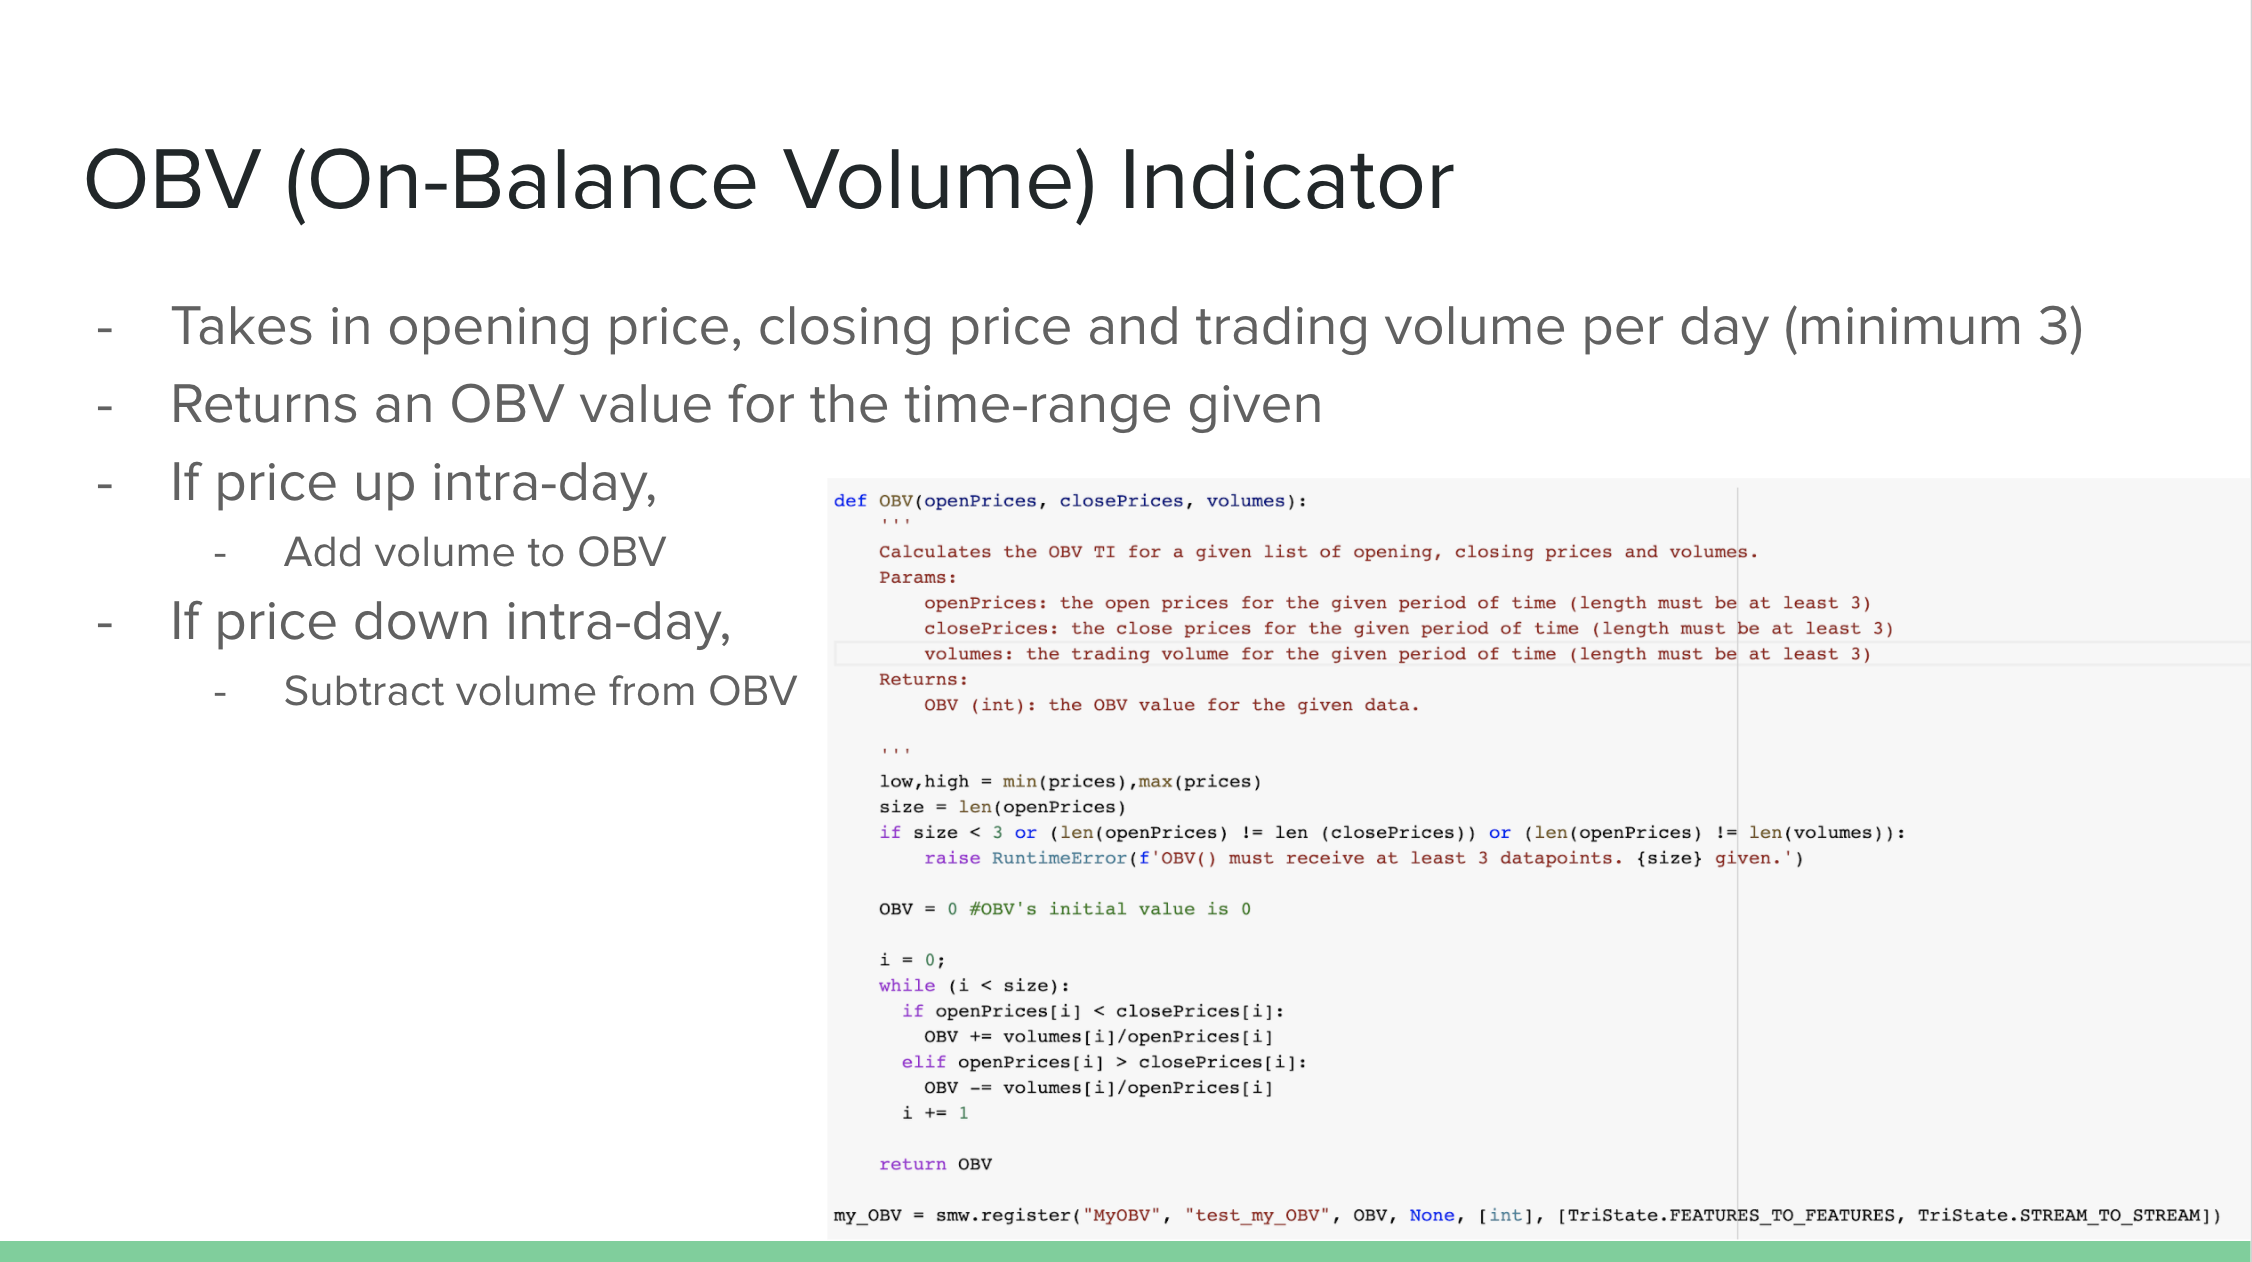 OBV (On-Balance Volume) Indicator
- Takes in opening price, closing price and trading volume per day (minimum 3)
- Returns an OBV value for the time-range given
- If price up intra-day,
- Add volume to OBV
- If price down intra-day,
- Subtract volume from OBV
def OBV(openPrices, closePrices, volumes):
    '''
    Calculates the OBV TI for a given list of opening, closing prices and volumes.
    Params:
        openPrices: the open prices for the given period of time (length must be at least 3)
        closePrices: the close prices for the given period of time (length must be at least 3)
        volumes: the trading volume for the given period of time (length must be at least 3)
    Returns:
        OBV (int): the OBV value for the given data.
    '''
    low,high = min(prices),max(prices)
    size = len(openPrices)
    if size < 3 or (len(openPrices) != len (closePrices)) or (len(openPrices) != len(volumes)):
        raise RuntimeError(f'OBV() must receive at least 3 datapoints. {size} given.')
    OBV = 0 #OBV's initial value is 0
    i = 0;
    while (i < size):
      if openPrices[i] < closePrices[i]:
        OBV += volumes[i]/openPrices[i]
      elif openPrices[i] > closePrices[i]:
        OBV -= volumes[i]/openPrices[i]
      i += 1
    return OBV
my_OBV = smw.register("MyOBV", "test_my_OBV", OBV, None, [int], [TriState.FEATURES_TO_FEATURES, TriState.STREAM_TO_STREAM])